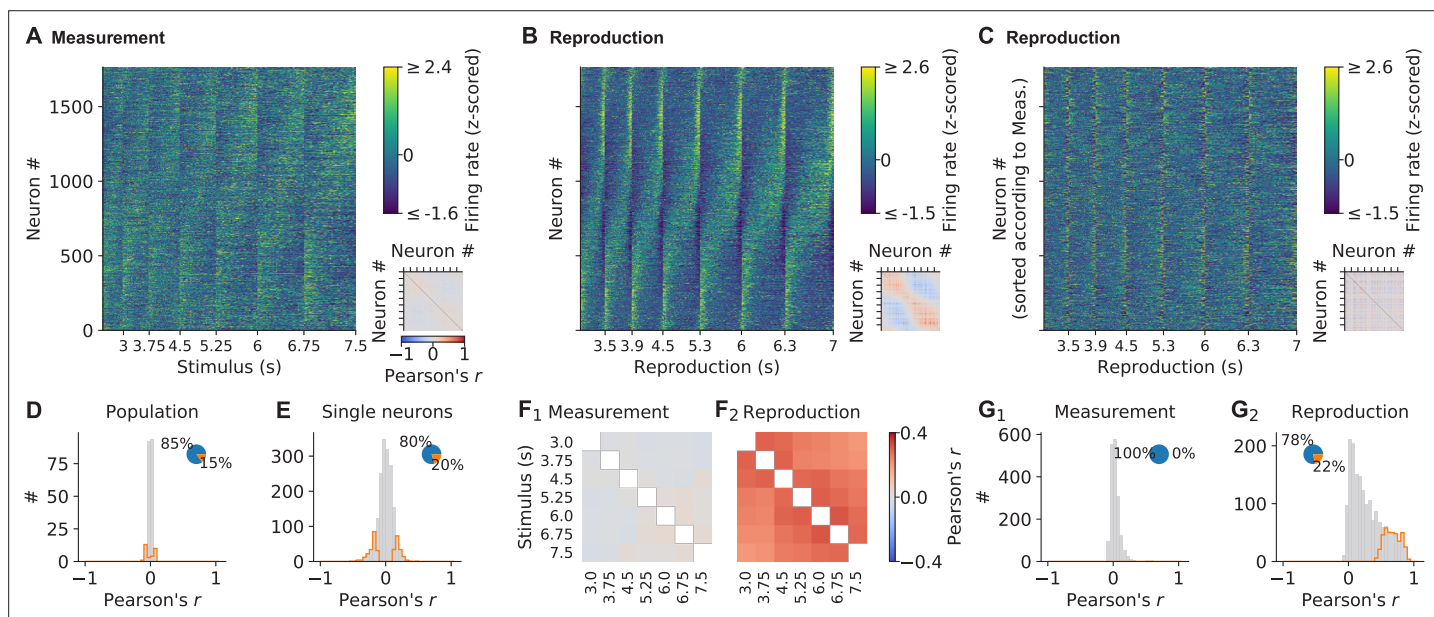 A Measurement
Neuron #
1500
1000
500
0
3 3.75 4.5 5.25 6 6.75 7.5
Stimulus (s)
≥ 2.4
0
≤ -1.6
Firing rate (z-scored)
Neuron #
Neuron #
−1 0 1
Pearson's r
B Reproduction
Neuron #
1500
1000
500
0
3.5 3.9 4.5 5.3 6 6.3 7
Reproduction (s)
≥ 2.6
0
≤ -1.5
Firing rate (z-scored)
Neuron #
Neuron #
C Reproduction
Neuron #
(sorted according to Meas.)
3.5 3.9 4.5 5.3 6 6.3 7
Reproduction (s)
≥ 2.6
0
≤ -1.5
Firing rate (z-scored)
Neuron #
Neuron #
D Population
85%
15%
#
75
50
25
0
−1 0 1
Pearson's r
E Single neurons
80%
20%
300
200
100
0
−1 0 1
Pearson's r
F1 Measurement
Stimulus (s)
3.0
3.75
4.5
5.25
6.0
6.75
7.5
3.0 3.75 4.5 5.25 6.0 6.75 7.5
F2 Reproduction
3.0 3.75 4.5 5.25 6.0 6.75 7.5
0.4
0.0
−0.4
Pearson's r
G1 Measurement
100% 0%
#
600
400
200
0
−1 0 1
Pearson's r
G2 Reproduction
78%
22%
200
100
0
−1 0 1
Pearson's r